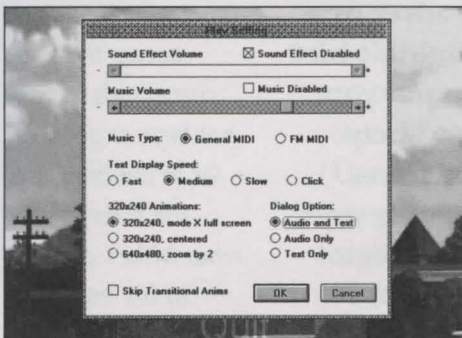 Play Setting
Sound Effect Volume Sound Effect Disabled
- +
Music Volume Music Disabled
- +
Music Type: General MIDI FM MIDI
Text Display Speed:
Fast Medium Slow Click
320x240 Animations: Dialog Option:
320x240, mode X full screen Audio and Text
320x240, centered Audio Only
640x480, zoom by 2 Text Only
Skip Transitional Anims OK Cancel
Quit